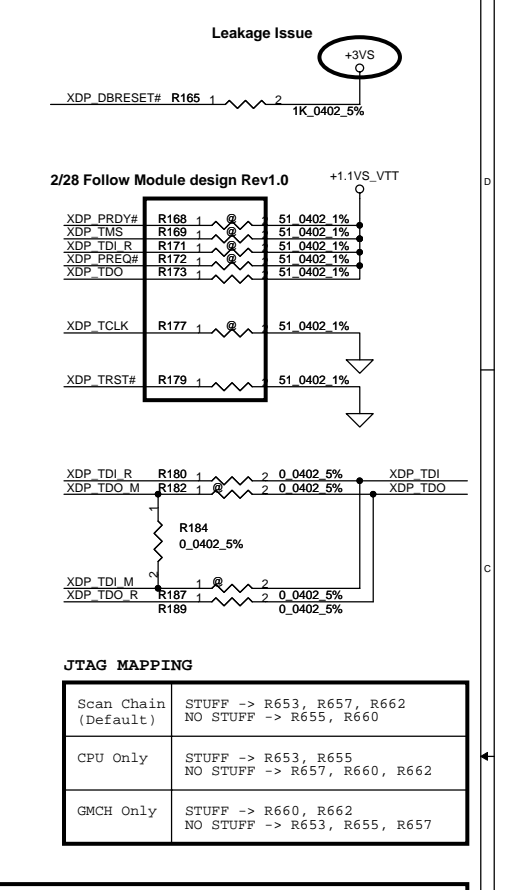 Leakage Issue
+3VS
XDP_DBRESET# R165 1 2 1K_0402_5%
2/28 Follow Module design Rev1.0
+1.1VS_VTT
D
XDP_PRDY# R168 1 @ 2 51_0402_1%
XDP_TMS R169 1 @ 2 51_0402_1%
XDP_TDI_R R171 1 @ 2 51_0402_1%
XDP_PREQ# R172 1 @ 2 51_0402_1%
XDP_TDO R173 1 2 51_0402_1%
XDP_TCLK R177 1 @ 2 51_0402_1%
XDP_TRST# R179 1 2 51_0402_1%
XDP_TDI_R R180 1 2 0_0402_5% XDP_TDI
XDP_TDO_M R182 1 @ 2 0_0402_5% XDP_TDO
1
R184
0_0402_5%
2
C
XDP_TDI_M 1 @ 2
XDP_TDO_R R187 1 2 0_0402_5%
R189 0_0402_5%
JTAG MAPPING
Scan Chain (Default)
STUFF -> R653, R657, R662
NO STUFF -> R655, R660
CPU Only
STUFF -> R653, R655
NO STUFF -> R657, R660, R662
GMCH Only
STUFF -> R660, R662
NO STUFF -> R653, R655, R657